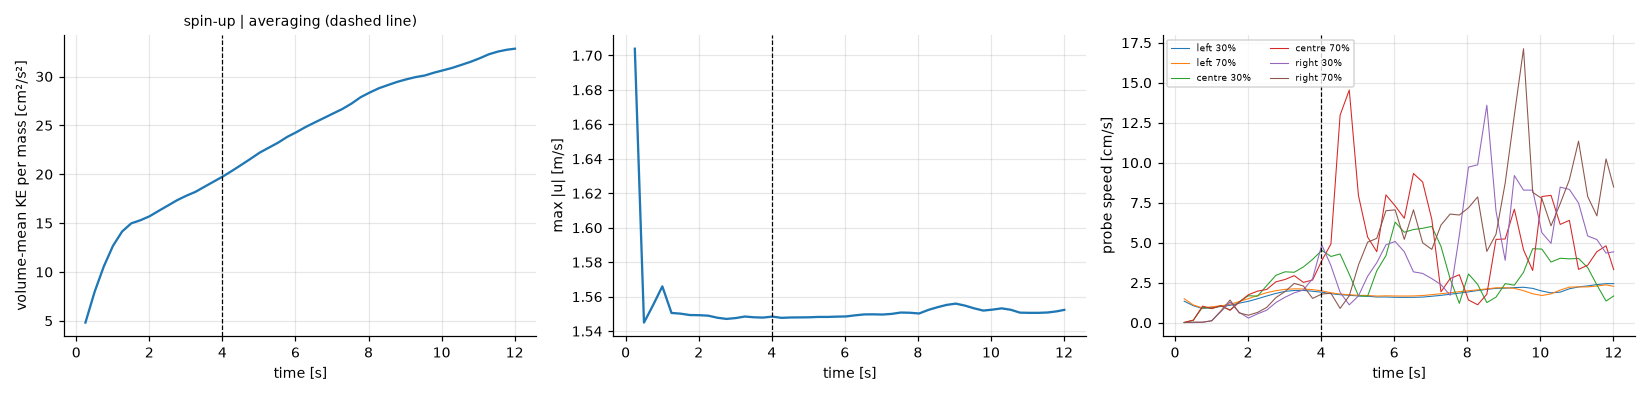 spin-up | averaging (dashed line)
volume-mean KE per mass [cm²/s²]
30
25
20
15
10
5
0 2 4 6 8 10 12
time [s]
max |u| [m/s]
1.70
1.68
1.66
1.64
1.62
1.60
1.58
1.56
1.54
0 2 4 6 8 10 12
time [s]
probe speed [cm/s]
17.5
15.0
12.5
10.0
7.5
5.0
2.5
0.0
left 30%
left 70%
centre 30%
centre 70%
right 30%
right 70%
0 2 4 6 8 10 12
time [s]